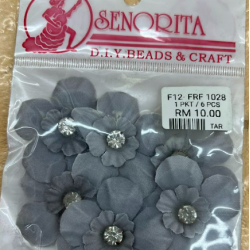 SENORITA
D.I.Y. BEADS & CRAFT
F12- FRF 1028
1 PKT / 6 PCS
RM 10.00
TAR